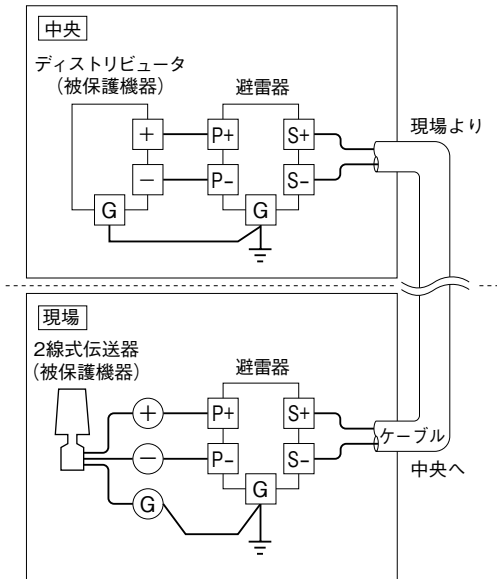 中央
ディストリビュータ
（被保護機器）
避雷器
+
P+
S+
現場より
−
P−
S−
G
G
現場
2線式伝送器
（被保護機器）
避雷器
+
P+
S+
ケーブル
−
P−
S−
中央へ
G
G